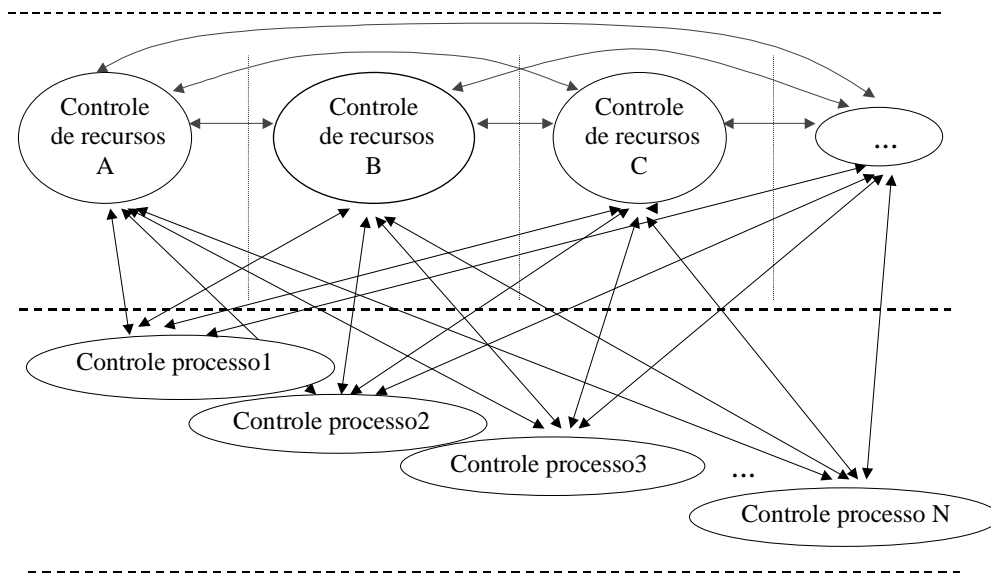 Controle
de recursos
A
Controle
de recursos
B
Controle
de recursos
C
...
Controle processo1
Controle processo2
Controle processo3
...
Controle processo N